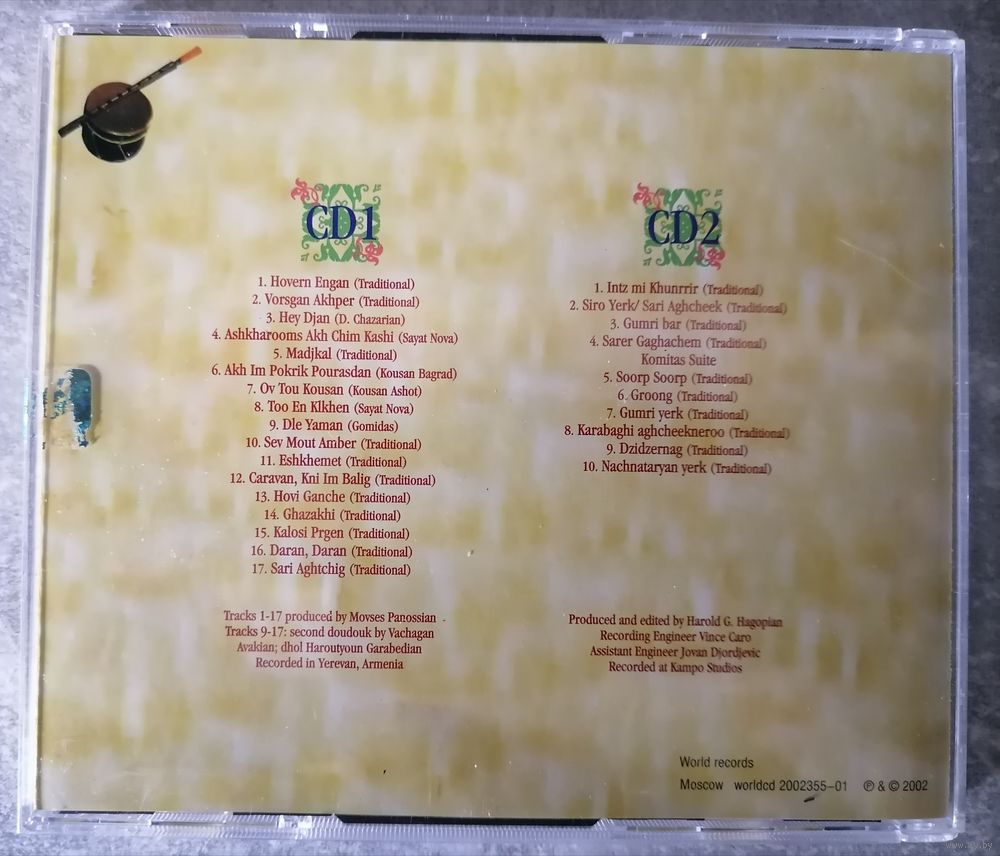 CD1
1. Hovern Engan (Traditional)
2. Vorsgan Akhper (Traditional)
3. Hey Djan (D. Chazarian)
4. Ashkharooms Akh Chim Kashi (Sayat Nova)
5. Madjkal (Traditional)
6. Akh Im Pokrik Pourasdan (Kousan Bagrad)
7. Ov Tou Kousan (Kousan Ashot)
8. Too En Klkhen (Sayat Nova)
9. Dle Yaman (Gomidas)
10. Sev Mout Amber (Traditional)
11. Eshkhemet (Traditional)
12. Caravan, Kni Im Balig (Traditional)
13. Hovi Ganche (Traditional)
14. Ghazakhi (Traditional)
15. Kalosi Prgen (Traditional)
16. Daran, Daran (Traditional)
17. Sari Aghtchig (Traditional)
Tracks 1-17 produced by Movses Panossian
Tracks 9-17: second doudouk by Vachagan
Avakian; dhol Haroutyoun Garabedian
Recorded in Yerevan, Armenia
CD2
1. Intz mi Khunrrir (Traditional)
2. Siro Yerk/ Sari Aghcheek (Traditional)
3. Gumri bar (Traditional)
4. Sarer Gaghachem (Traditional)
Komitas Suite
5. Soorp Soorp (Traditional)
6. Groong (Traditional)
7. Gumri yerk (Traditional)
8. Karabaghi aghcheekneroo (Traditional)
9. Dzidzernag (Traditional)
10. Nachnataryan yerk (Traditional)
Produced and edited by Harold G. Hagopian
Recording Engineer Vince Caro
Assistant Engineer Jovan Djordjevic
Recorded at Kampo Studios
World records
Moscow worldcd 2002355-01 ℗ & © 2002